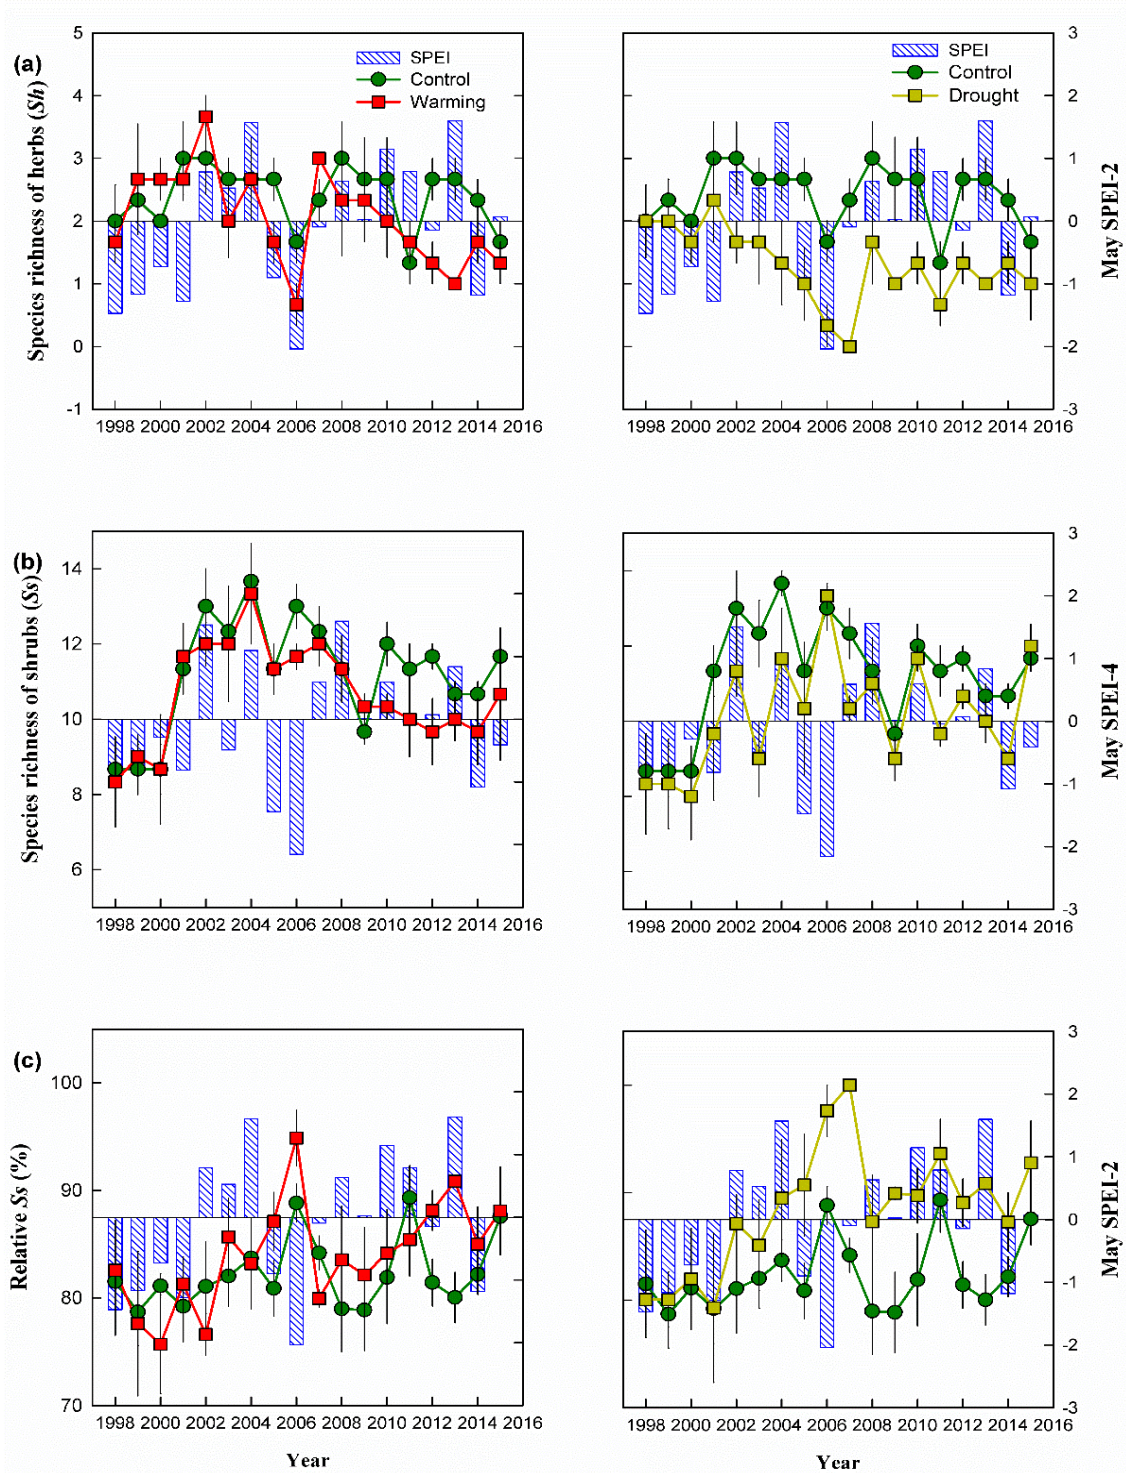 (a)
Species richness of herbs (Sh)
5
4
3
2
1
0
-1
SPEI
Control
Warming
1998 2000 2002 2004 2006 2008 2010 2012 2014 2016
SPEI
Control
Drought
3
2
1
0
-1
-2
-3
May SPEI-2
1998 2000 2002 2004 2006 2008 2010 2012 2014 2016
(b)
Species richness of shrubs (Ss)
14
12
10
8
6
1998 2000 2002 2004 2006 2008 2010 2012 2014 2016
3
2
1
0
-1
-2
-3
May SPEI-4
1998 2000 2002 2004 2006 2008 2010 2012 2014 2016
(c)
Relative Ss (%)
100
90
80
70
1998 2000 2002 2004 2006 2008 2010 2012 2014 2016
Year
3
2
1
0
-1
-2
-3
May SPEI-2
1998 2000 2002 2004 2006 2008 2010 2012 2014 2016
Year